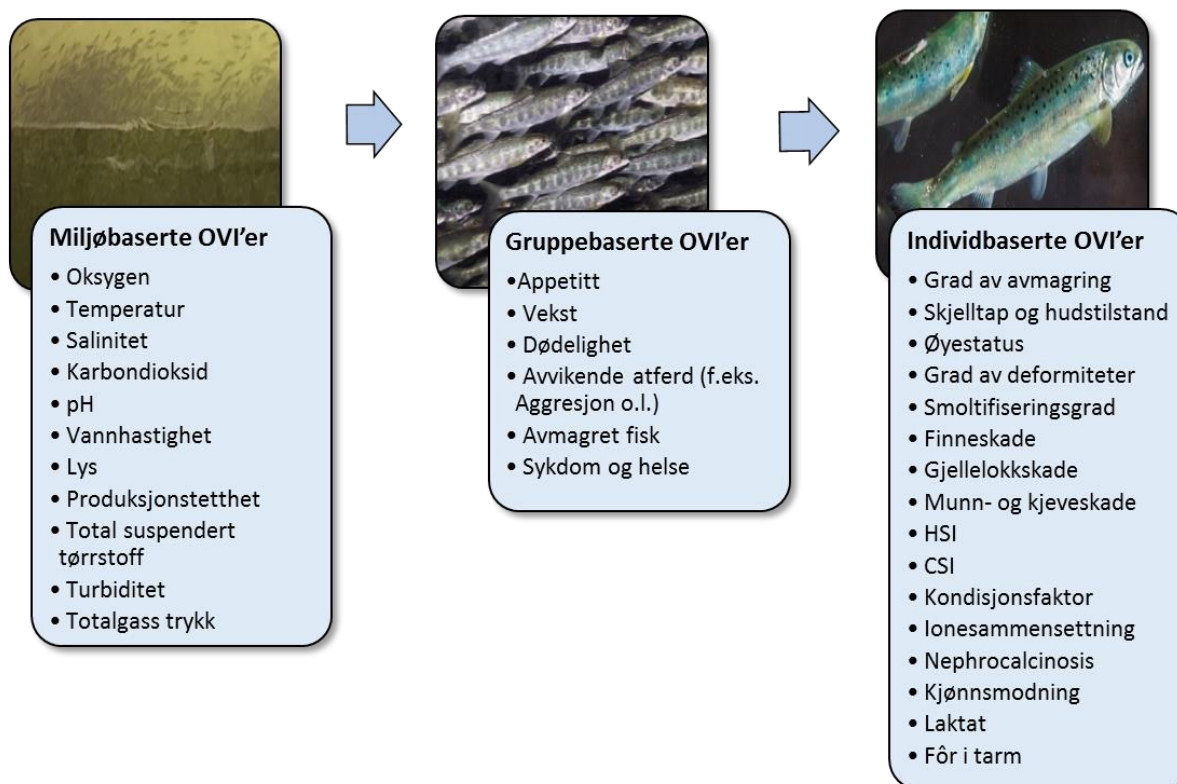 Miljøbaserte OVI’er
• Oksygen
• Temperatur
• Salinitet
• Karbondioksid
• pH
• Vannhastighet
• Lys
• Produksjonstetthet
• Total suspendert
tørrstoff
• Turbiditet
• Totalgass trykk
Gruppebaserte OVI’er
•Appetitt
• Vekst
• Dødelighet
• Avvikende atferd (f.eks.
Aggresjon o.l.)
• Avmagret fisk
• Sykdom og helse
Individbaserte OVI’er
• Grad av avmagring
• Skjelltap og hudstilstand
• Øyestatus
• Grad av deformiteter
• Smoltifiseringsgrad
• Finneskade
• Gjellelokkskade
• Munn- og kjeveskade
• HSI
• CSI
• Kondisjonsfaktor
• Ionesammensettning
• Nephrocalcinosis
• Kjønnsmodning
• Laktat
• Fôr i tarm